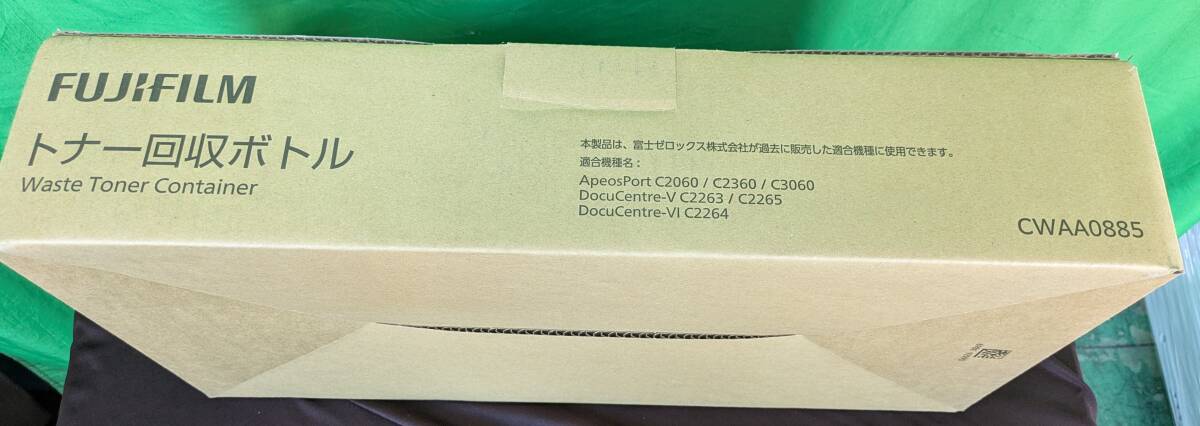 FUJIFILM
トナー回収ボトル
Waste Toner Container
本製品は、富士ゼロックス株式会社が過去に販売した適合機種に使用できます。
適合機種名：
ApeosPort C2060 / C2360 / C3060
DocuCentre-V C2263 / C2265
DocuCentre-VI C2264
CWAA0885